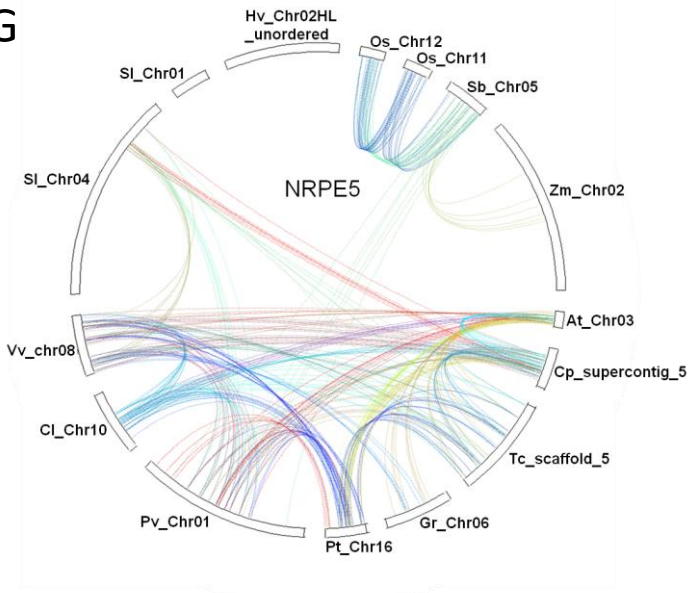 G
Hv_Chr02HL
_unordered
Os_Chr12
Os_Chr11
Sl_Chr01
Sb_Chr05
Sl_Chr04
NRPE5
Zm_Chr02
At_Chr03
Vv_chr08
Cp_supercontig_5
Cl_Chr10
Tc_scaffold_5
Pv_Chr01
Gr_Chr06
Pt_Chr16